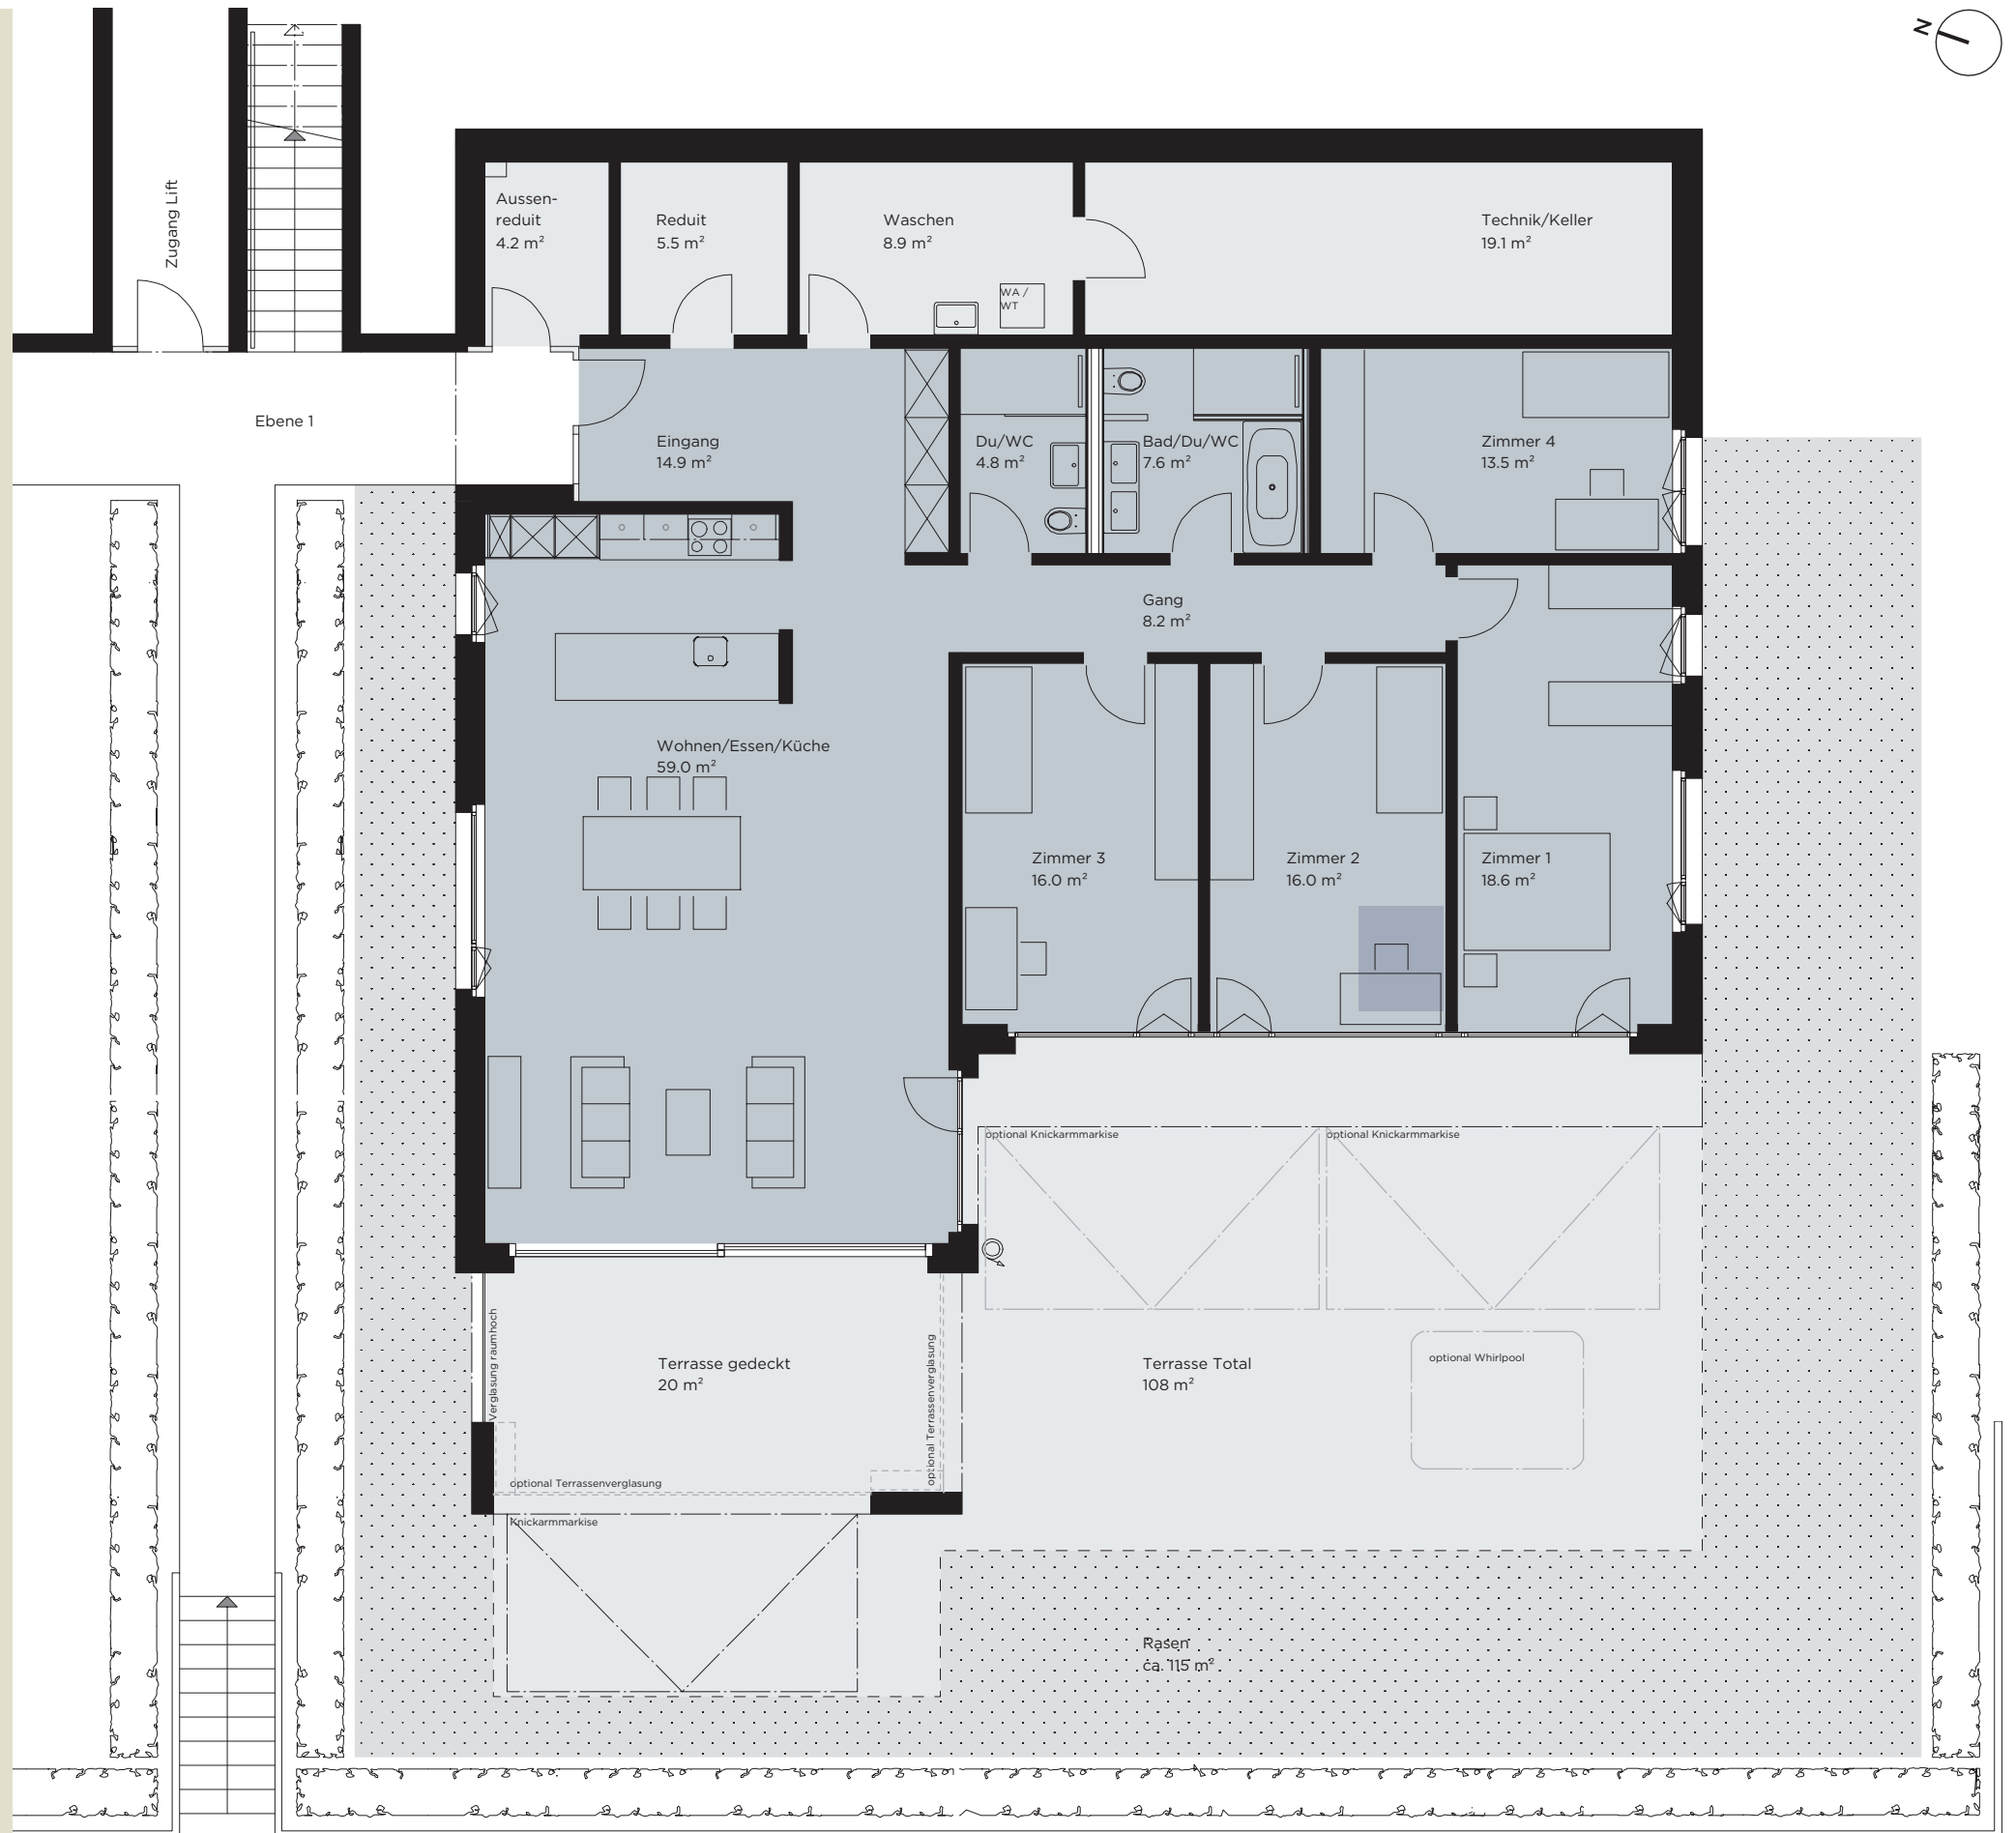 N
Zugang Lift
Aussen-
reduit
4.2 m²
Reduit
5.5 m²
Waschen
8.9 m²
WA /
WT
Technik/Keller
19.1 m²
Ebene 1
Eingang
14.9 m²
Du/WC
4.8 m²
Bad/Du/WC
7.6 m²
Zimmer 4
13.5 m²
Gang
8.2 m²
Wohnen/Essen/Küche
59.0 m²
Zimmer 3
16.0 m²
Zimmer 2
16.0 m²
Zimmer 1
18.6 m²
optional Knickarmmarkise
optional Knickarmmarkise
Verglasung raumhoch
Terrasse gedeckt
20 m²
optional Terrassenverglasung
Terrasse Total
108 m²
optional Whirlpool
optional Terrassenverglasung
Knickarmmarkise
Rasen
ca. 115 m²